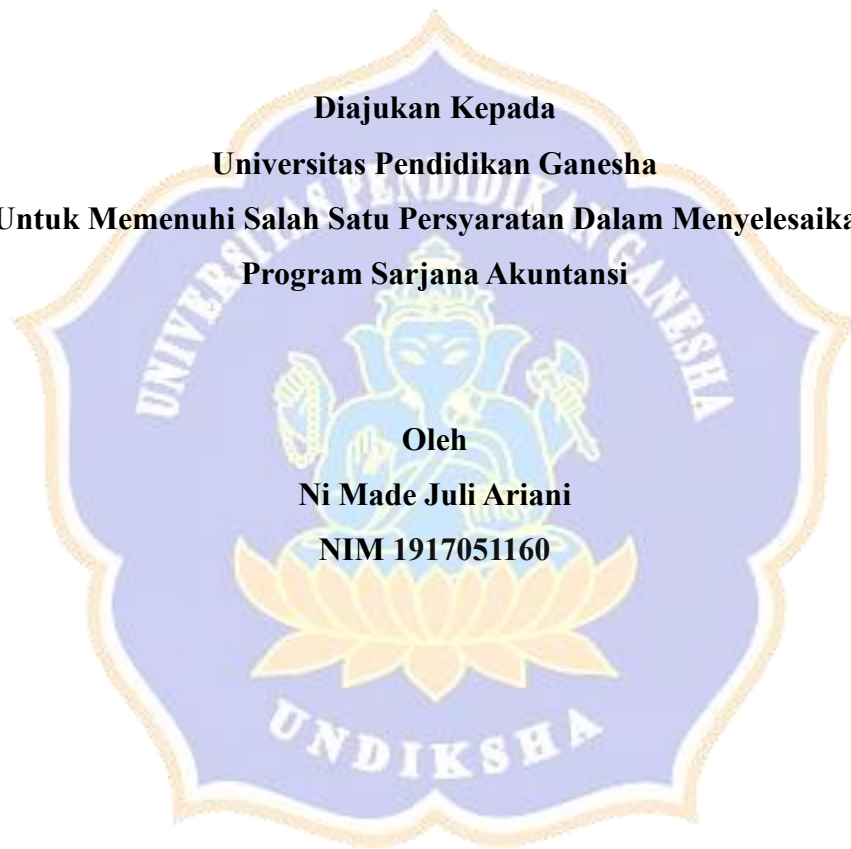 Diajukan Kepada
Universitas Pendidikan Ganesha
Untuk Memenuhi Salah Satu Persyaratan Dalam Menyelesaika
Program Sarjana Akuntansi
UNIVERSITAS PENDIDIKAN GANESHA
Oleh
Ni Made Juli Ariani
NIM 1917051160
UNDIKSHA